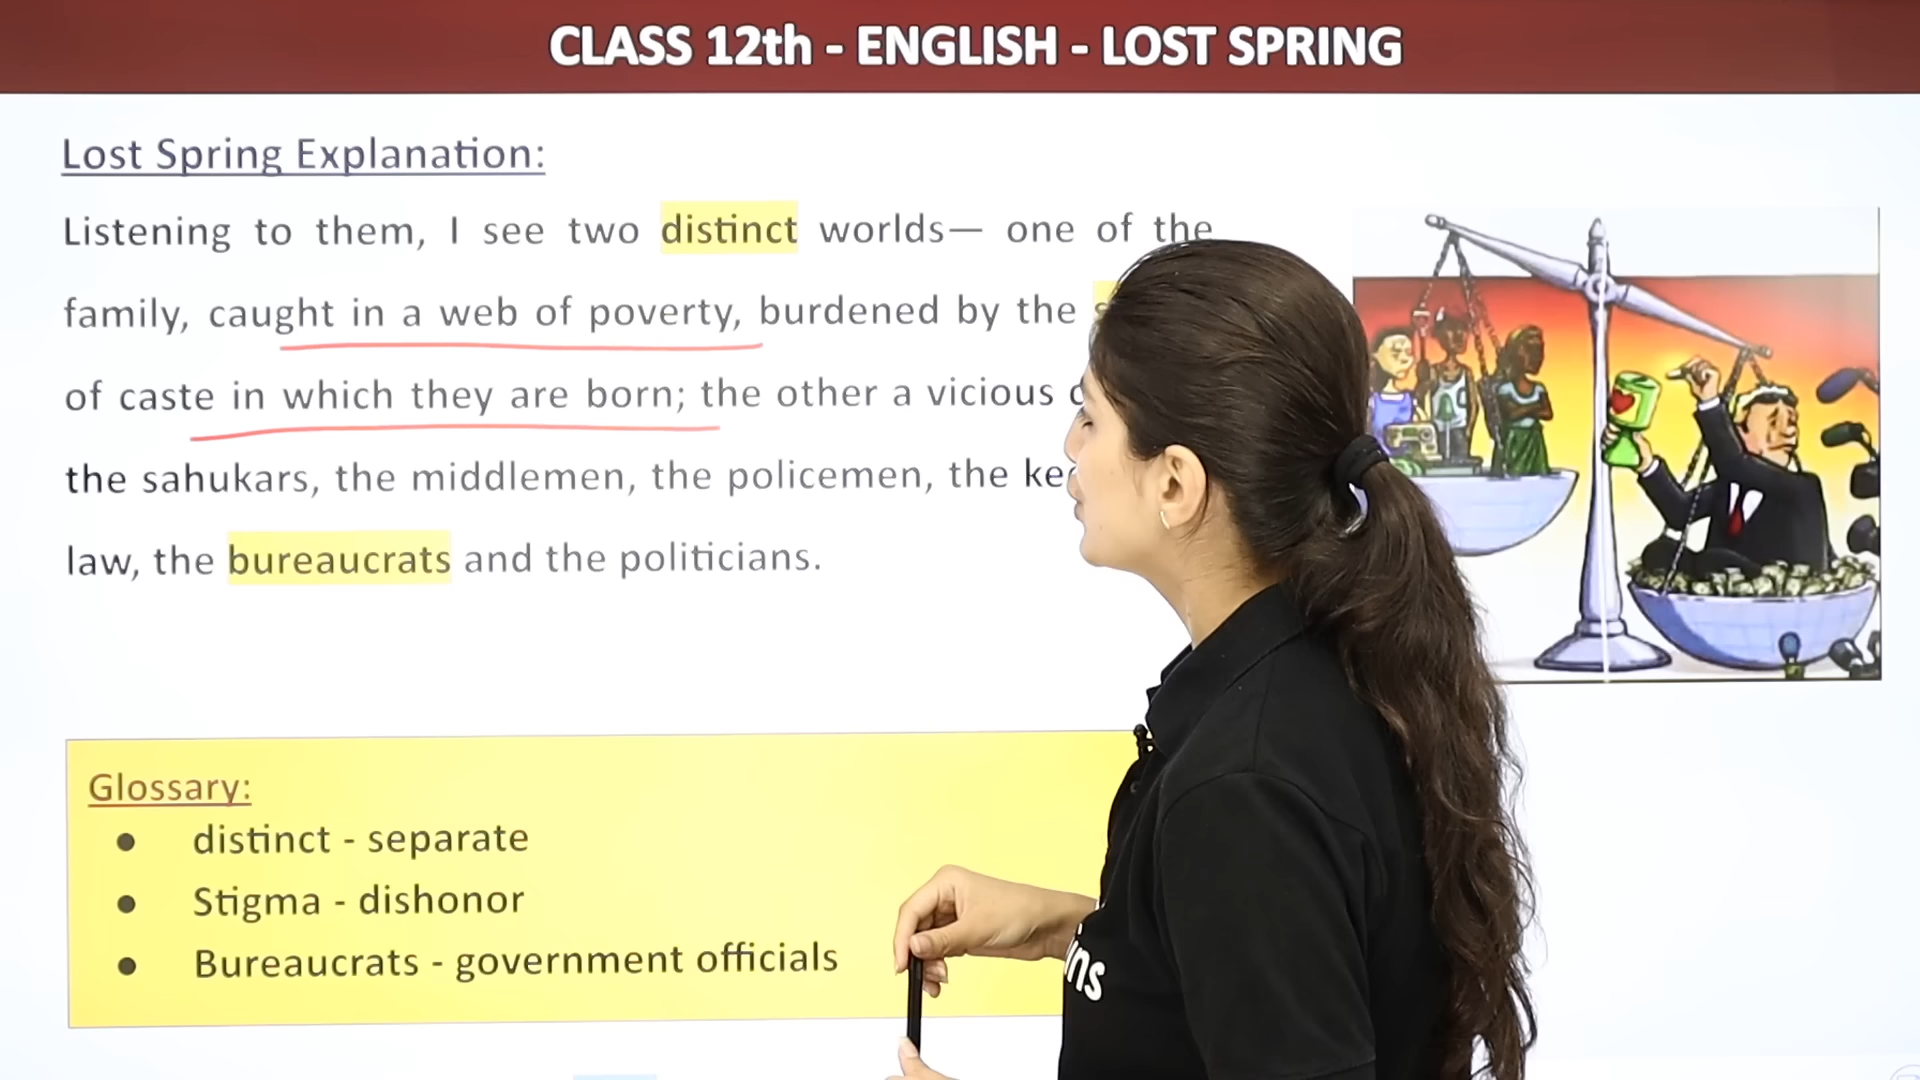 CLASS 12th - ENGLISH - LOST SPRING
Lost Spring Explanation:
Listening to them, I see two distinct worlds— one of the
family, caught in a web of poverty, burdened by the
of caste in which they are born; the other a vicious
the sahukars, the middlemen, the policemen, the
law, the bureaucrats and the politicians.
Glossary:
● distinct - separate
● Stigma - dishonor
● Bureaucrats - government officials